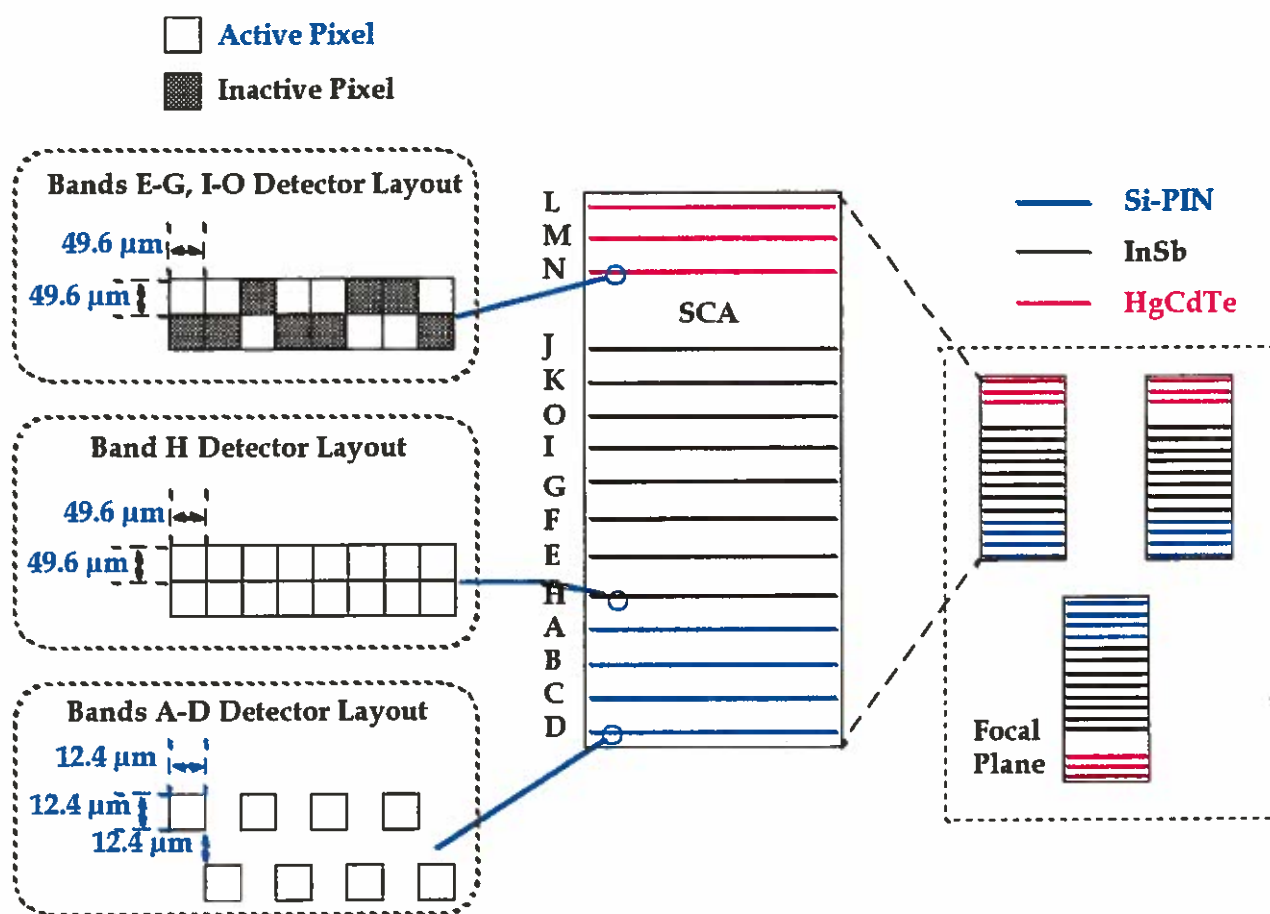 Active Pixel
Inactive Pixel
Bands E-G, I-O Detector Layout
49.6 µm
49.6 µm
Band H Detector Layout
49.6 µm
49.6 µm
Bands A-D Detector Layout
12.4 µm
12.4 µm
12.4 µm
L
M
N
SCA
J
K
O
I
G
F
E
H
A
B
C
D
Si-PIN
InSb
HgCdTe
Focal
Plane